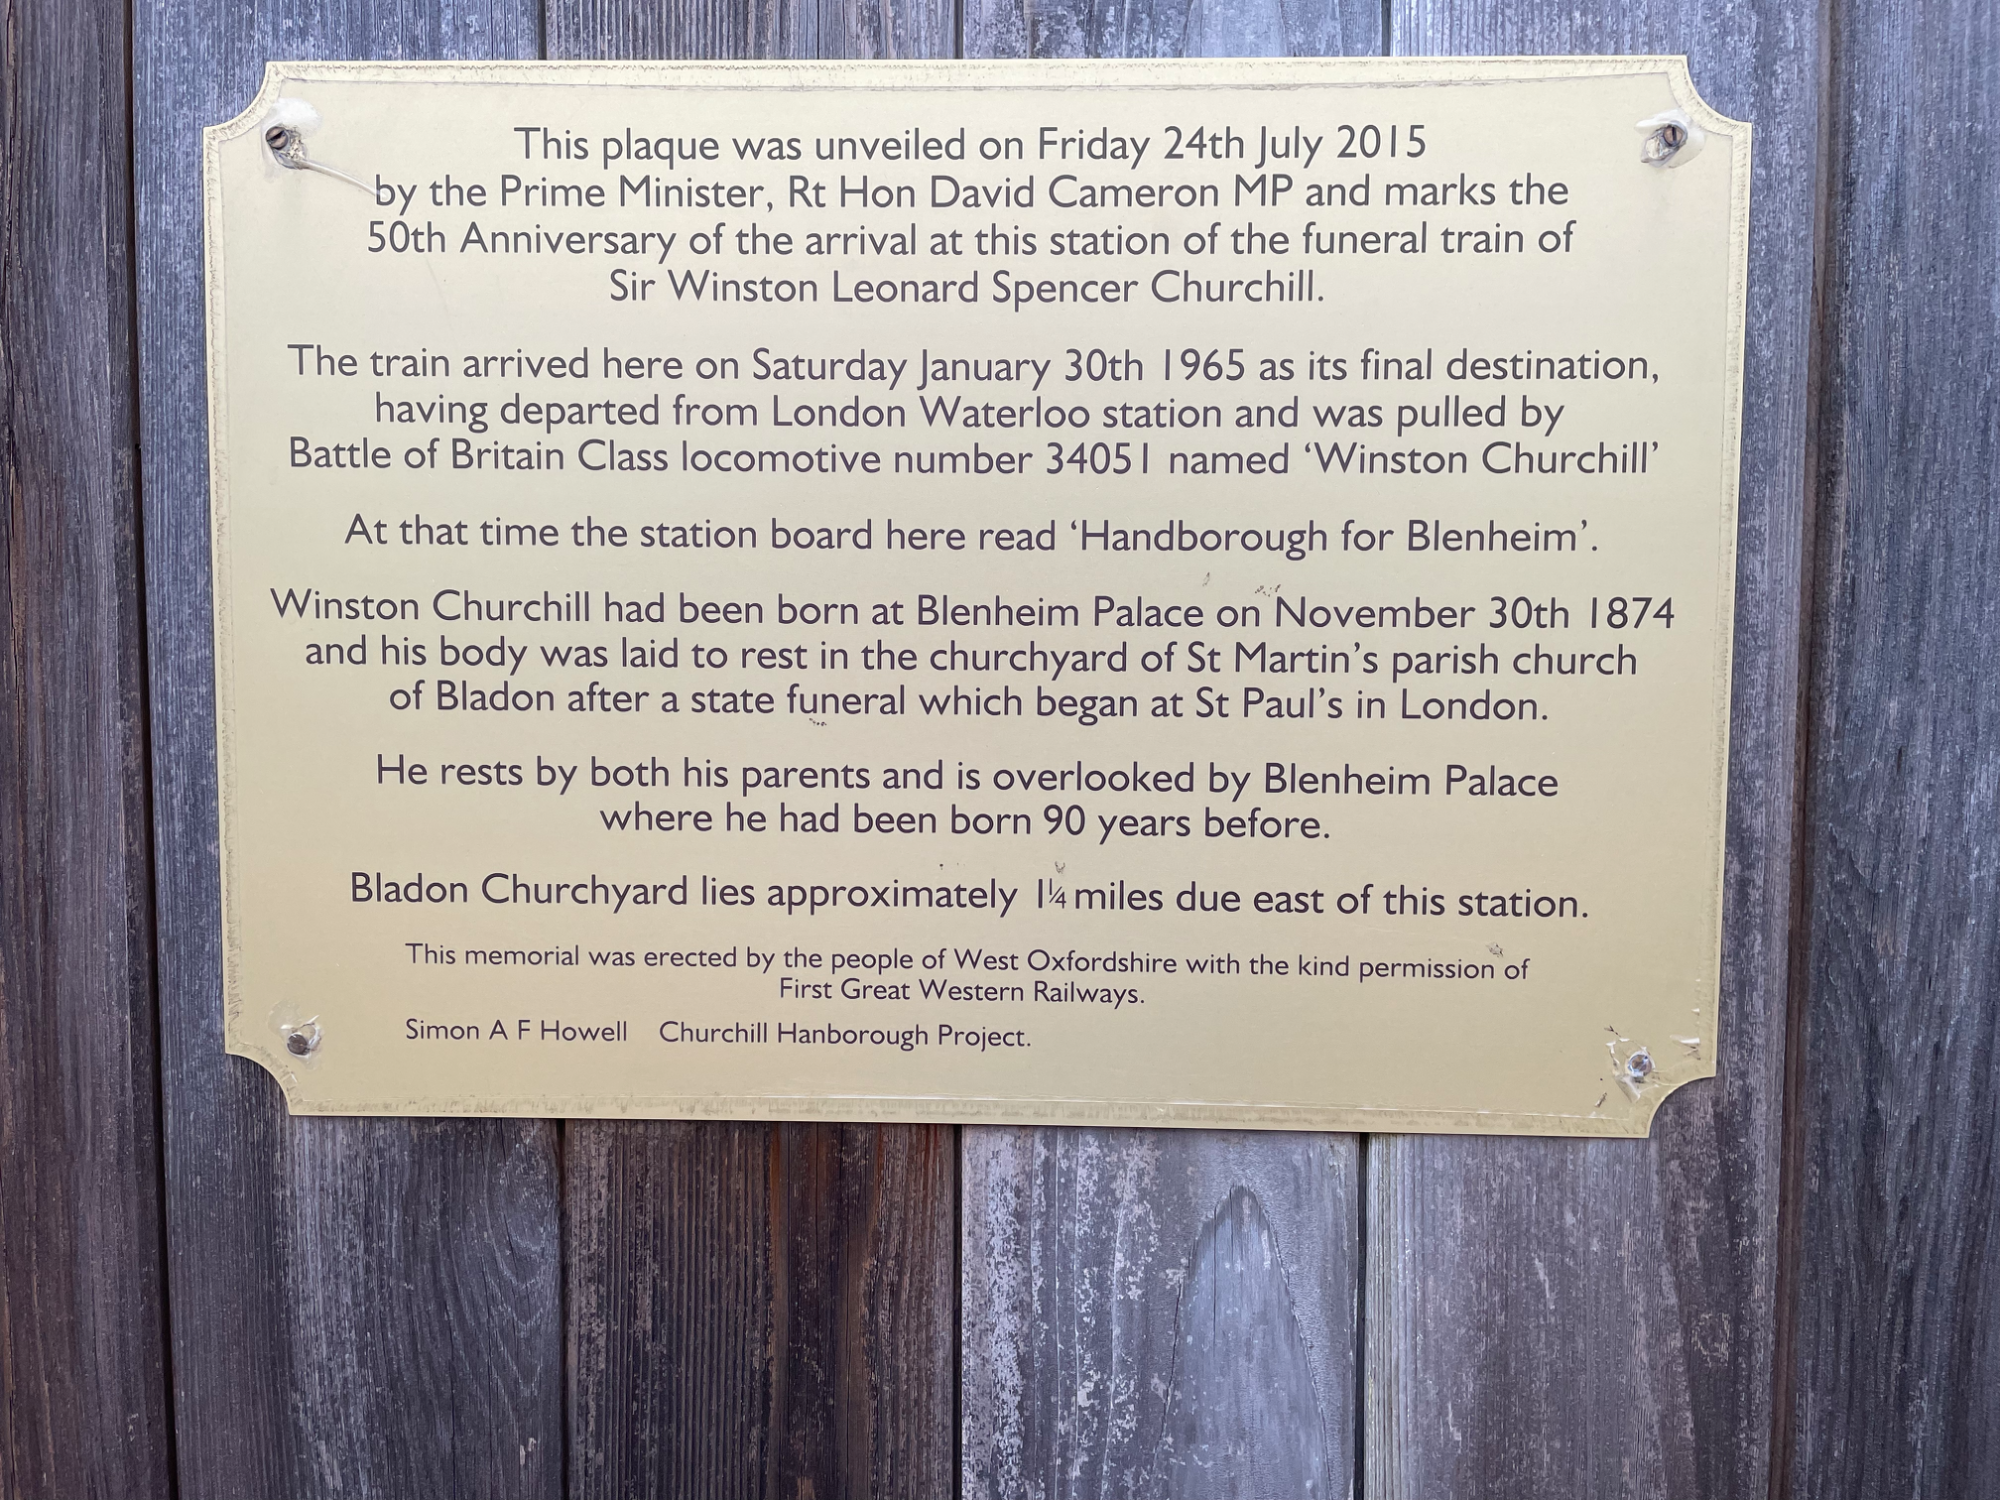 This plaque was unveiled on Friday 24th July 2015
by the Prime Minister, Rt Hon David Cameron MP and marks the
50th Anniversary of the arrival at this station of the funeral train of
Sir Winston Leonard Spencer Churchill.
The train arrived here on Saturday January 30th 1965 as its final destination,
having departed from London Waterloo station and was pulled by
Battle of Britain Class locomotive number 34051 named ‘Winston Churchill’
At that time the station board here read ‘Handborough for Blenheim’.
Winston Churchill had been born at Blenheim Palace on November 30th 1874
and his body was laid to rest in the churchyard of St Martin’s parish church
of Bladon after a state funeral which began at St Paul’s in London.
He rests by both his parents and is overlooked by Blenheim Palace
where he had been born 90 years before.
Bladon Churchyard lies approximately 1¼ miles due east of this station.
This memorial was erected by the people of West Oxfordshire with the kind permission of
First Great Western Railways.
Simon A F Howell Churchill Hanborough Project.